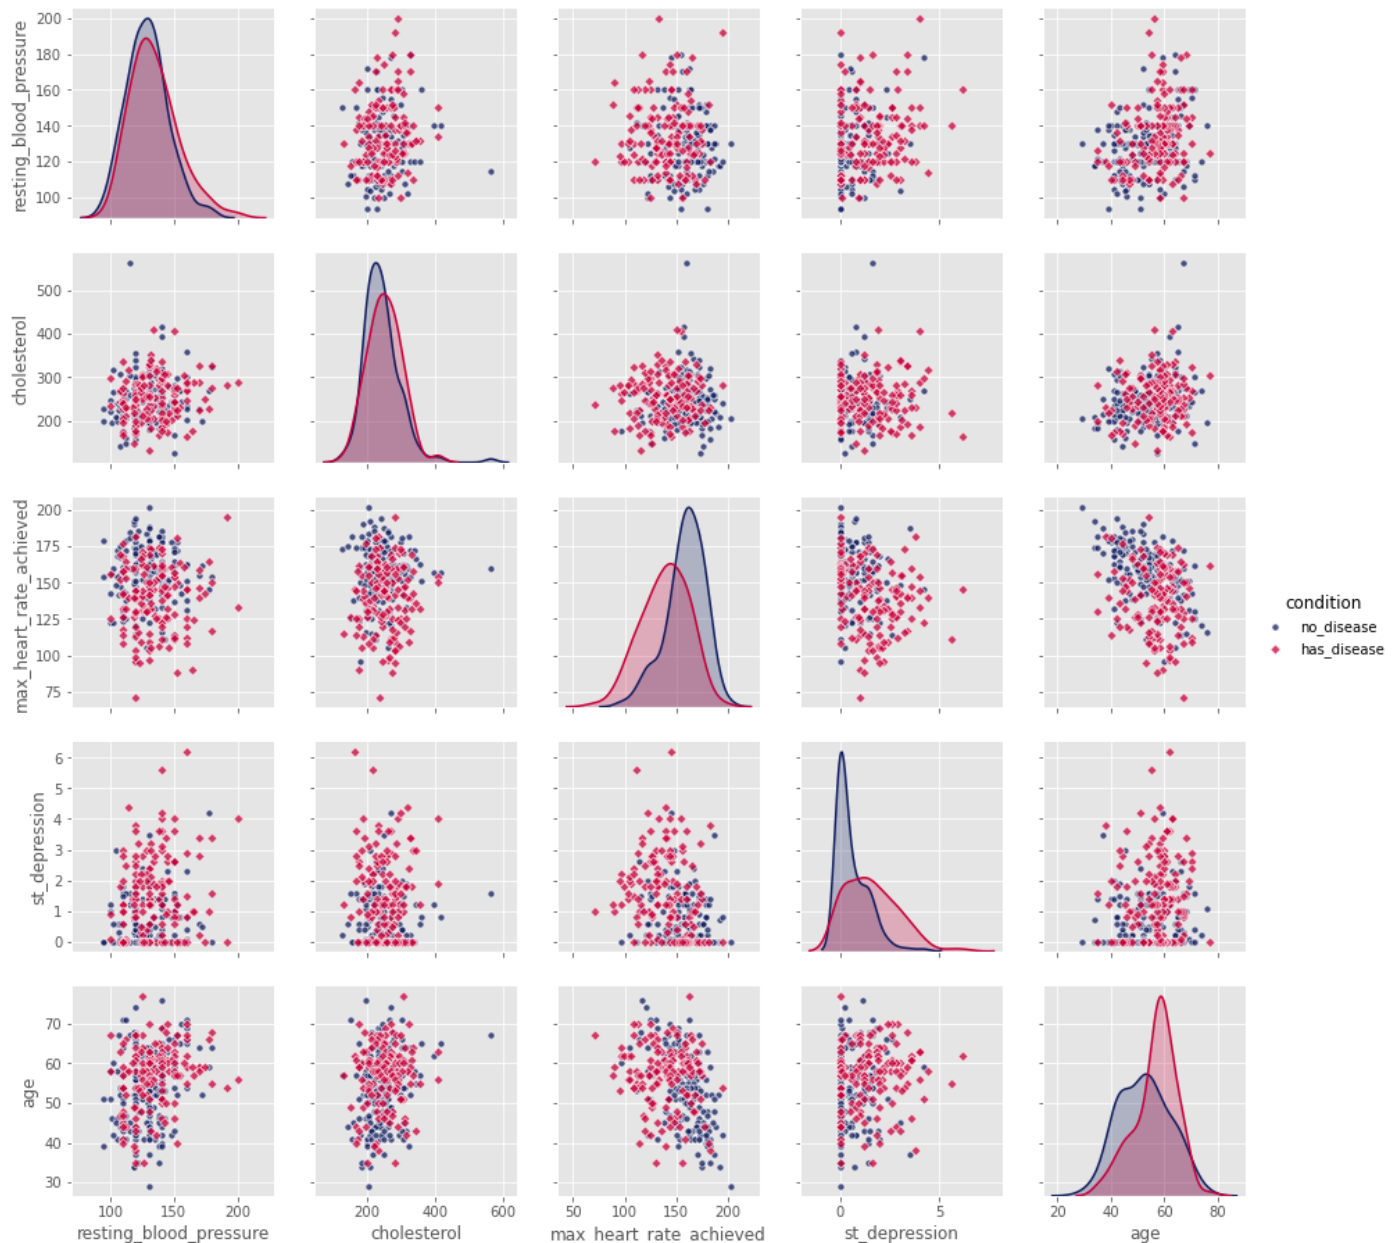 resting_blood_pressure
200
180
160
140
120
100
cholesterol
500
400
300
200
max_heart_rate_achieved
200
175
150
125
100
75
condition
no_disease
has_disease
st_depression
6
5
4
3
2
1
0
age
70
60
50
40
30
100 150 200
200 400 600
50 100 150 200
0 5
20 40 60 80
resting_blood_pressure
cholesterol
max_heart_rate_achieved
st_depression
age